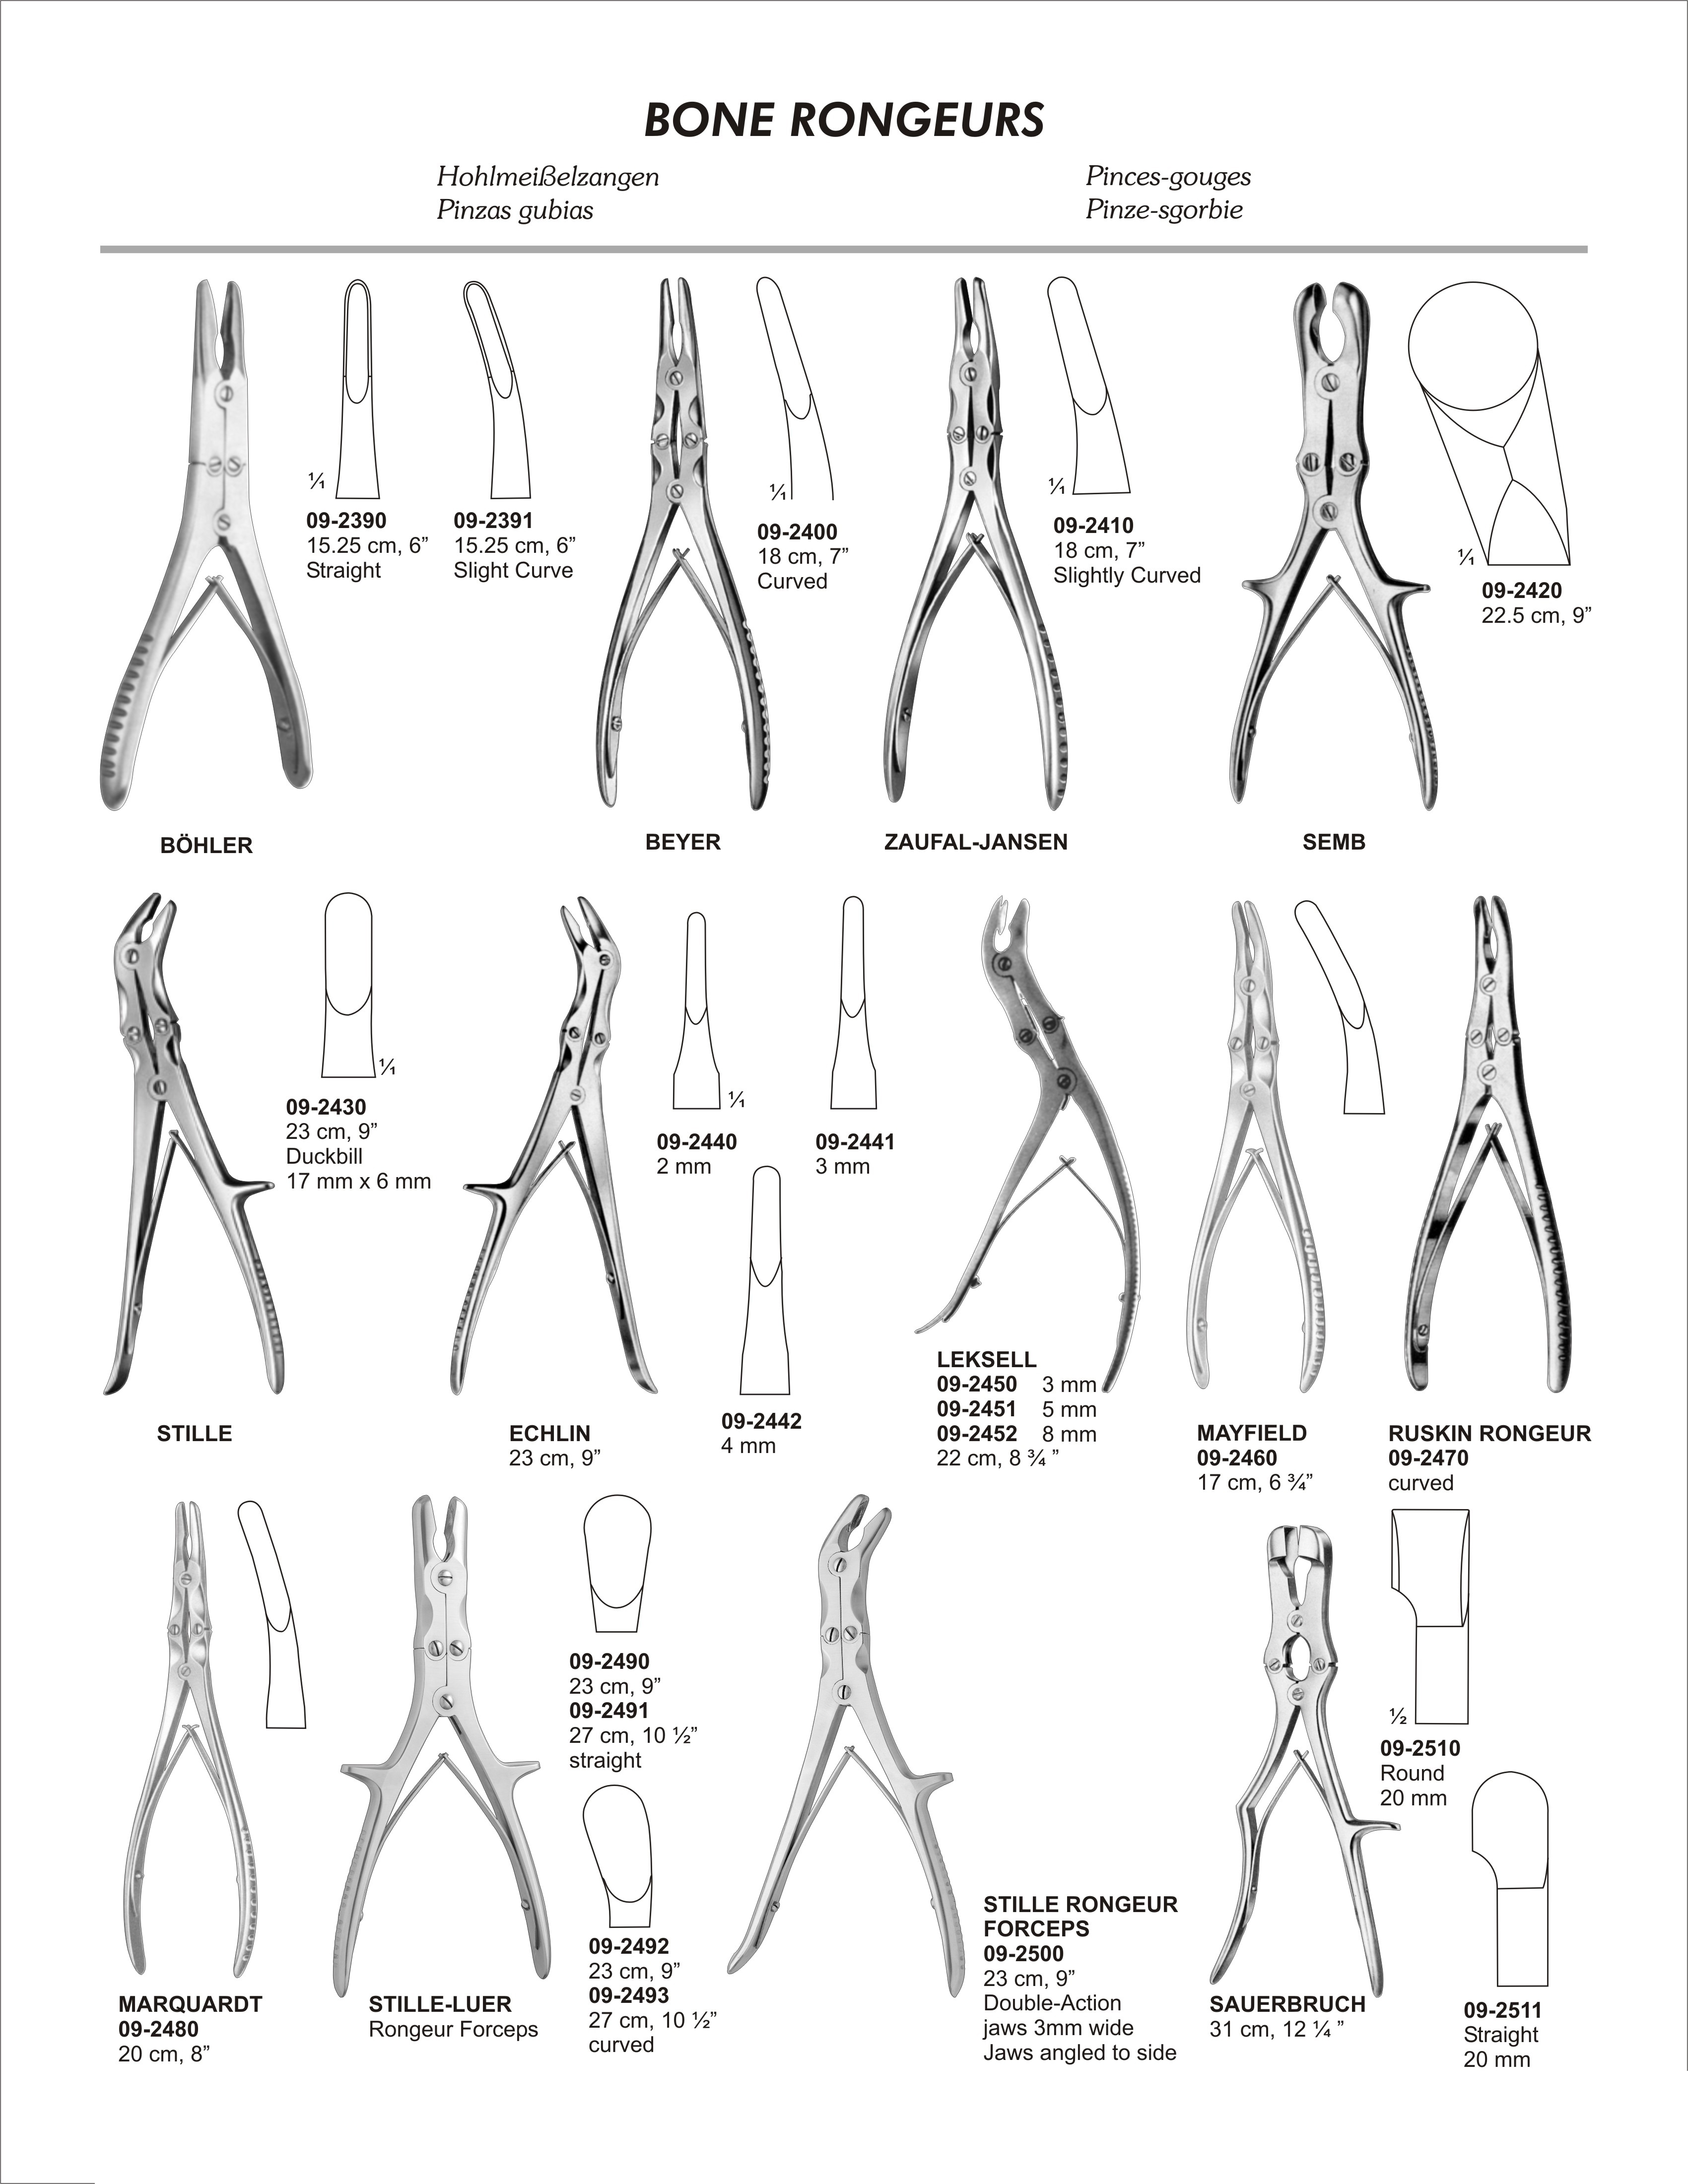 BONE RONGEURS
Hohlmeißelzangen
Pinzas gubias
Pinces-gouges
Pinze-sgorbie
¹⁄₁
09-2390
15.25 cm, 6”
Straight
09-2391
15.25 cm, 6”
Slight Curve
BÖHLER
¹⁄₁
09-2400
18 cm, 7”
Curved
BEYER
¹⁄₁
09-2410
18 cm, 7”
Slightly Curved
ZAUFAL-JANSEN
¹⁄₁
09-2420
22.5 cm, 9”
SEMB
¹⁄₁
09-2430
23 cm, 9”
Duckbill
17 mm x 6 mm
STILLE
¹⁄₁
09-2440
2 mm
09-2441
3 mm
09-2442
4 mm
ECHLIN
23 cm, 9”
LEKSELL
09-2450 3 mm
09-2451 5 mm
09-2452 8 mm
22 cm, 8 ¾ ”
MAYFIELD
09-2460
17 cm, 6 ¾”
RUSKIN RONGEUR
09-2470
curved
MARQUARDT
09-2480
20 cm, 8”
09-2490
23 cm, 9”
09-2491
27 cm, 10 ½”
straight
09-2492
23 cm, 9”
09-2493
27 cm, 10 ½”
curved
STILLE-LUER
Rongeur Forceps
STILLE RONGEUR
FORCEPS
09-2500
23 cm, 9”
Double-Action
jaws 3mm wide
Jaws angled to side
½
09-2510
Round
20 mm
SAUERBRUCH
31 cm, 12 ¼ ”
09-2511
Straight
20 mm